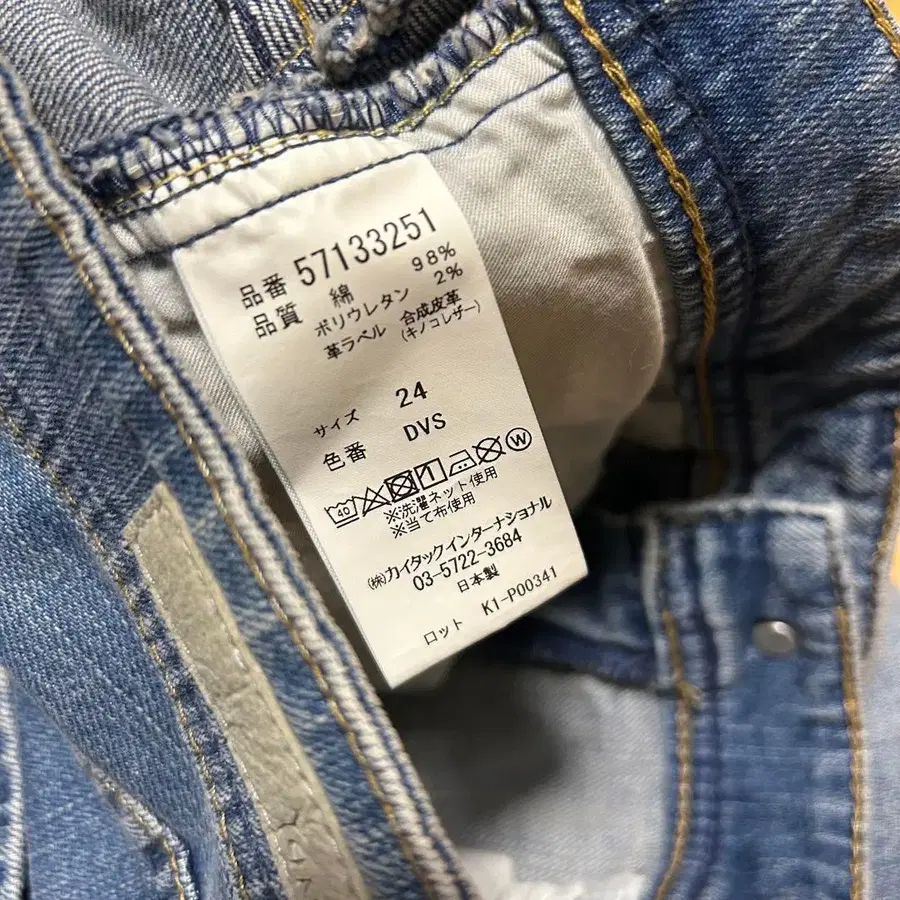 品番 57133251
品質 綿 98%
ポリウレタン 2%
革ラベル 合成皮革
(キノコレザー)
サイズ 24
色番 DVS
40 1 W
※洗濯ネット使用
※当て布使用
㈱カイタックインターナショナル
03-5722-3684
日本製
ロット K1-P00341